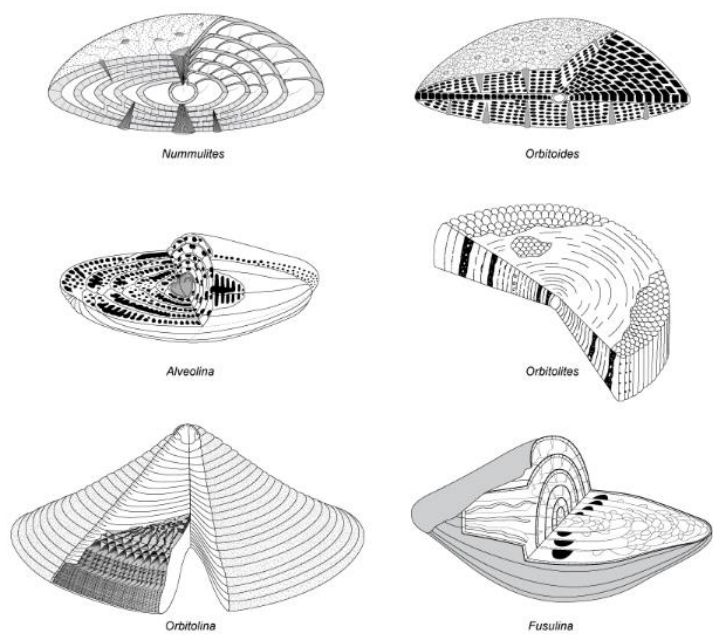 Nummulites
Orbitoides
Alveolina
Orbitolites
Orbitolina
Fusulina